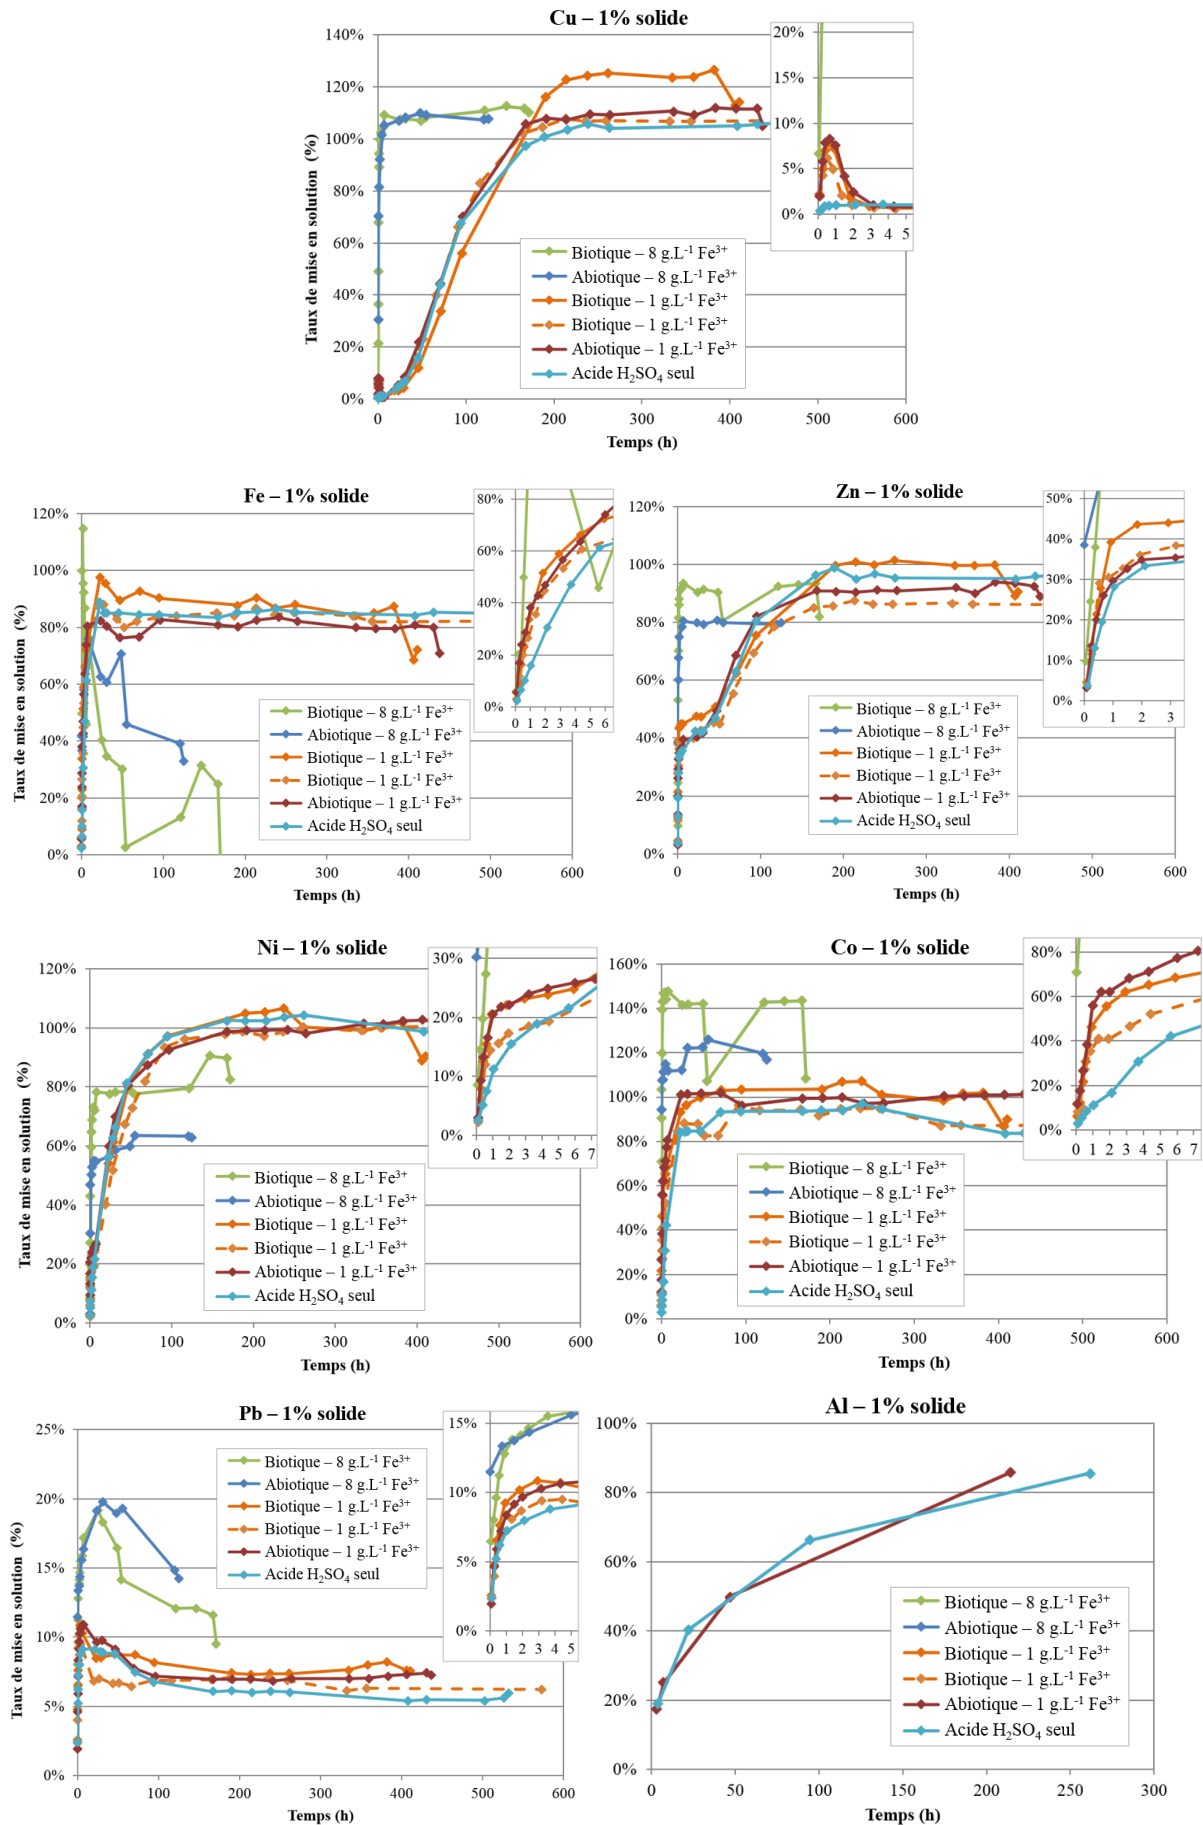 Cu – 1% solide
Taux de mise en solution (%)
140%
120%
100%
80%
60%
40%
20%
0%
0 100 200 300 400 500 600
Temps (h)
20%
15%
10%
5%
0%
0 1 2 3 4 5
Biotique – 8 g.L⁻¹ Fe³⁺
Abiotique – 8 g.L⁻¹ Fe³⁺
Biotique – 1 g.L⁻¹ Fe³⁺
Biotique – 1 g.L⁻¹ Fe³⁺
Abiotique – 1 g.L⁻¹ Fe³⁺
Acide H₂SO₄ seul
Fe – 1% solide
Taux de mise en solution (%)
120%
100%
80%
60%
40%
20%
0%
0 100 200 300 400 500 600
Temps (h)
80%
60%
40%
20%
0%
0 1 2 3 4 5 6
Biotique – 8 g.L⁻¹ Fe³⁺
Abiotique – 8 g.L⁻¹ Fe³⁺
Biotique – 1 g.L⁻¹ Fe³⁺
Biotique – 1 g.L⁻¹ Fe³⁺
Abiotique – 1 g.L⁻¹ Fe³⁺
Acide H₂SO₄ seul
Zn – 1% solide
Taux de mise en solution (%)
120%
100%
80%
60%
40%
20%
0%
0 100 200 300 400 500 600
Temps (h)
50%
40%
30%
20%
10%
0%
0 1 2 3
Biotique – 8 g.L⁻¹ Fe³⁺
Abiotique – 8 g.L⁻¹ Fe³⁺
Biotique – 1 g.L⁻¹ Fe³⁺
Biotique – 1 g.L⁻¹ Fe³⁺
Abiotique – 1 g.L⁻¹ Fe³⁺
Acide H₂SO₄ seul
Ni – 1% solide
Taux de mise en solution (%)
120%
100%
80%
60%
40%
20%
0%
0 100 200 300 400 500 600
Temps (h)
30%
20%
10%
0%
0 1 2 3 4 5 6 7
Biotique – 8 g.L⁻¹ Fe³⁺
Abiotique – 8 g.L⁻¹ Fe³⁺
Biotique – 1 g.L⁻¹ Fe³⁺
Biotique – 1 g.L⁻¹ Fe³⁺
Abiotique – 1 g.L⁻¹ Fe³⁺
Acide H₂SO₄ seul
Co – 1% solide
Taux de mise en solution (%)
160%
140%
120%
100%
80%
60%
40%
20%
0%
0 100 200 300 400 500 600
Temps (h)
80%
60%
40%
20%
0%
0 1 2 3 4 5 6 7
Biotique – 8 g.L⁻¹ Fe³⁺
Abiotique – 8 g.L⁻¹ Fe³⁺
Biotique – 1 g.L⁻¹ Fe³⁺
Biotique – 1 g.L⁻¹ Fe³⁺
Abiotique – 1 g.L⁻¹ Fe³⁺
Acide H₂SO₄ seul
Pb – 1% solide
Taux de mise en solution (%)
25%
20%
15%
10%
5%
0%
0 100 200 300 400 500 600
Temps (h)
15%
10%
5%
0%
0 1 2 3 4 5
Biotique – 8 g.L⁻¹ Fe³⁺
Abiotique – 8 g.L⁻¹ Fe³⁺
Biotique – 1 g.L⁻¹ Fe³⁺
Biotique – 1 g.L⁻¹ Fe³⁺
Abiotique – 1 g.L⁻¹ Fe³⁺
Acide H₂SO₄ seul
Al – 1% solide
100%
80%
60%
40%
20%
0%
0 50 100 150 200 250 300
Temps (h)
Biotique – 8 g.L⁻¹ Fe³⁺
Abiotique – 8 g.L⁻¹ Fe³⁺
Biotique – 1 g.L⁻¹ Fe³⁺
Biotique – 1 g.L⁻¹ Fe³⁺
Abiotique – 1 g.L⁻¹ Fe³⁺
Acide H₂SO₄ seul